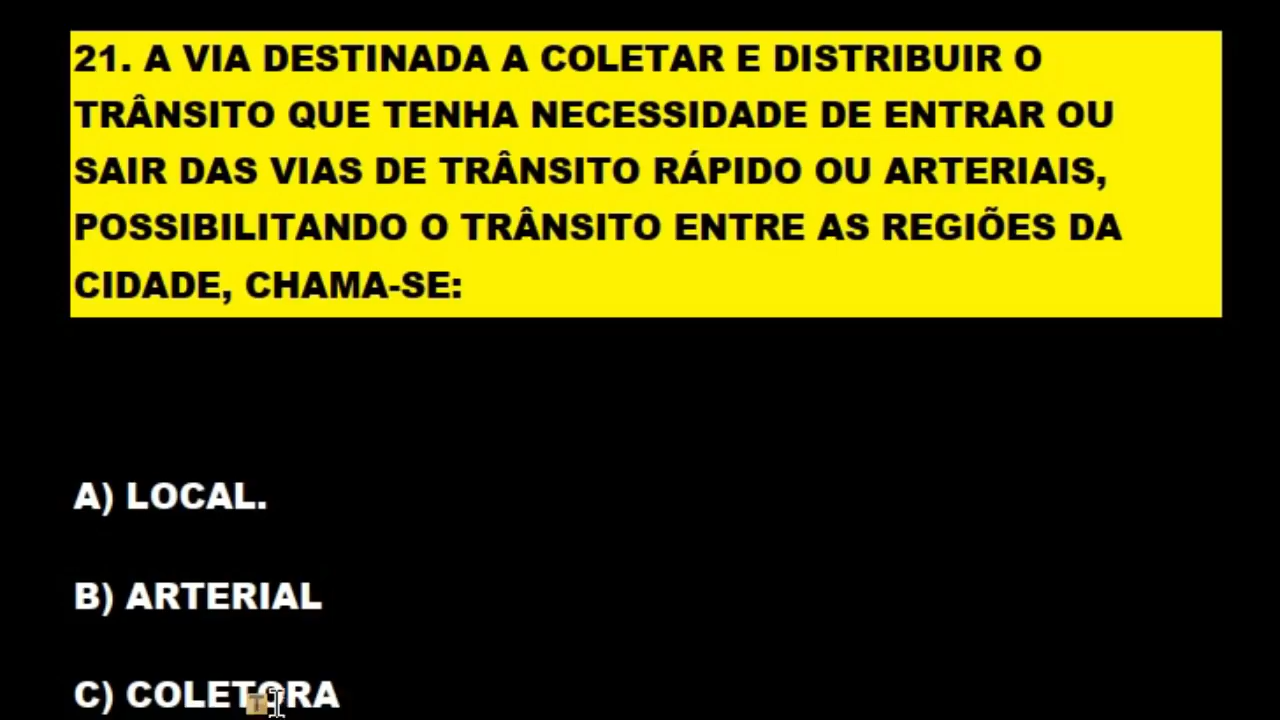 21. A VIA DESTINADA A COLETAR E DISTRIBUIR O
TRÂNSITO QUE TENHA NECESSIDADE DE ENTRAR OU
SAIR DAS VIAS DE TRÂNSITO RÁPIDO OU ARTERIAIS,
POSSIBILITANDO O TRÂNSITO ENTRE AS REGIÕES DA
CIDADE, CHAMA-SE:
A) LOCAL.
B) ARTERIAL
C) COLETORA